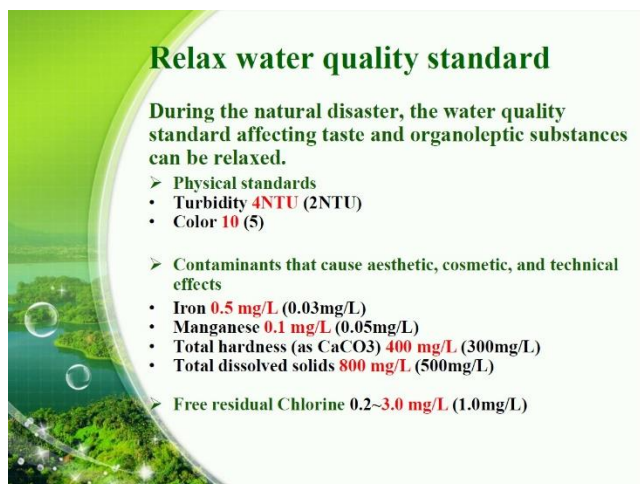 Relax water quality standard
During the natural disaster, the water quality
standard affecting taste and organoleptic substances
can be relaxed.
➢ Physical standards
• Turbidity 4NTU (2NTU)
• Color 10 (5)
➢ Contaminants that cause aesthetic, cosmetic, and technical
effects
• Iron 0.5 mg/L (0.03mg/L)
• Manganese 0.1 mg/L (0.05mg/L)
• Total hardness (as CaCO3) 400 mg/L (300mg/L)
• Total dissolved solids 800 mg/L (500mg/L)
➢ Free residual Chlorine 0.2~3.0 mg/L (1.0mg/L)